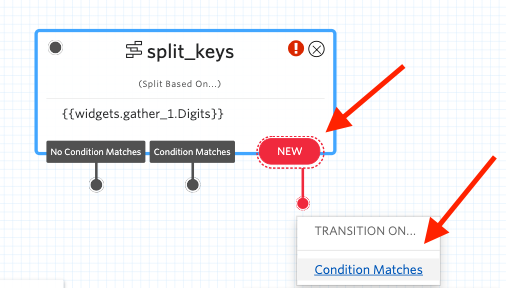 split_keys
(Split Based On...)
{{widgets.gather_1.Digits}}
No Condition Matches
Condition Matches
NEW
TRANSITION ON...
Condition Matches